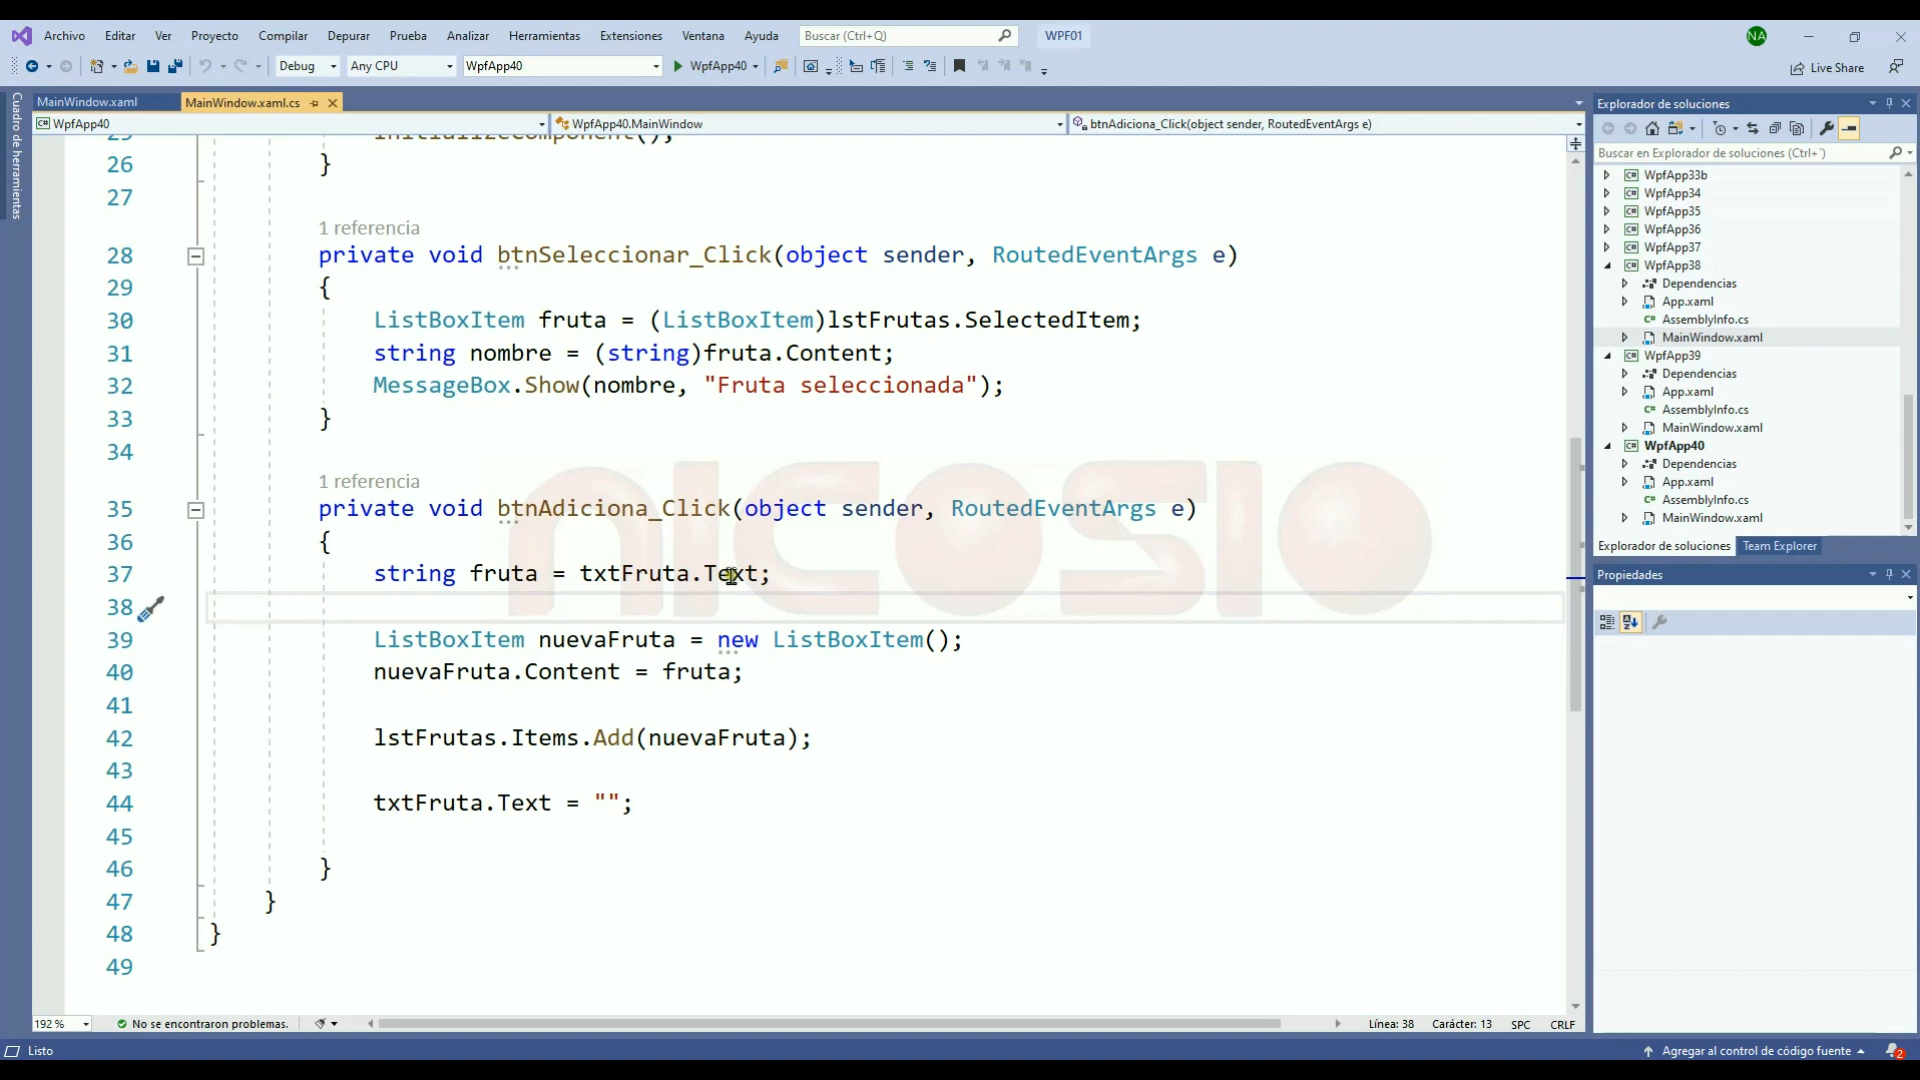 Archivo Editar Ver Proyecto Compilar Depurar Prueba Analizar Herramientas Extensiones Ventana Ayuda Buscar (Ctrl+Q) WPF01 NA
Debug Any CPU WpfApp40 WpfApp40 Live Share
Cuadro de herramientas
MainWindow.xaml MainWindow.xaml.cs
WpfApp40 WpfApp40.MainWindow btnAdiciona_Click(object sender, RoutedEventArgs e)
25 InitializeComponent();
26 }
27
1 referencia
28 private void btnSeleccionar_Click(object sender, RoutedEventArgs e)
29 {
30 ListBoxItem fruta = (ListBoxItem)lstFrutas.SelectedItem;
31 string nombre = (string)fruta.Content;
32 MessageBox.Show(nombre, "Fruta seleccionada");
33 }
34
1 referencia
35 private void btnAdiciona_Click(object sender, RoutedEventArgs e)
36 {
37 string fruta = txtFruta.Text;
38
39 ListBoxItem nuevaFruta = new ListBoxItem();
40 nuevaFruta.Content = fruta;
41
42 lstFrutas.Items.Add(nuevaFruta);
43
44 txtFruta.Text = "";
45
46 }
47 }
48 }
49
NICOSIO
192 % No se encontraron problemas. Línea: 38 Carácter: 13 SPC CRLF
Explorador de soluciones
Buscar en Explorador de soluciones (Ctrl+¨)
WpfApp33b
WpfApp34
WpfApp35
WpfApp36
WpfApp37
WpfApp38
Dependencias
App.xaml
AssemblyInfo.cs
MainWindow.xaml
WpfApp39
Dependencias
App.xaml
AssemblyInfo.cs
MainWindow.xaml
WpfApp40
Dependencias
App.xaml
AssemblyInfo.cs
MainWindow.xaml
Explorador de soluciones Team Explorer
Propiedades
Listo Agregar al control de código fuente 2